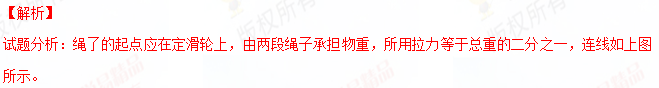 【解析】
试题分析：绳了的起点应在定滑轮上，由两段绳子承担物重，所用拉力等于总重的二分之一，连线如上图
所示。